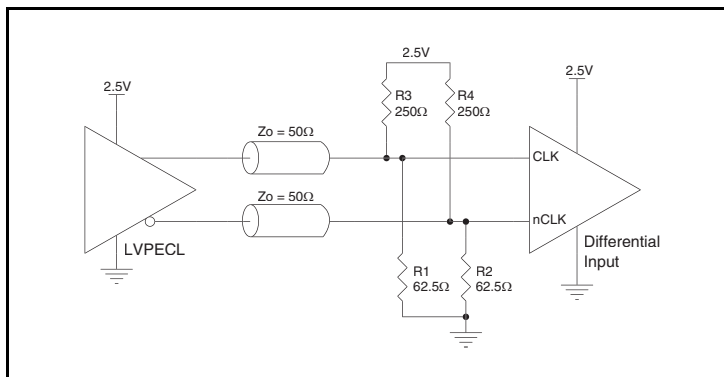 2.5V
2.5V
2.5V
R3
250Ω
R4
250Ω
Zo = 50Ω
CLK
Zo = 50Ω
nCLK
LVPECL
Differential
Input
R1
62.5Ω
R2
62.5Ω